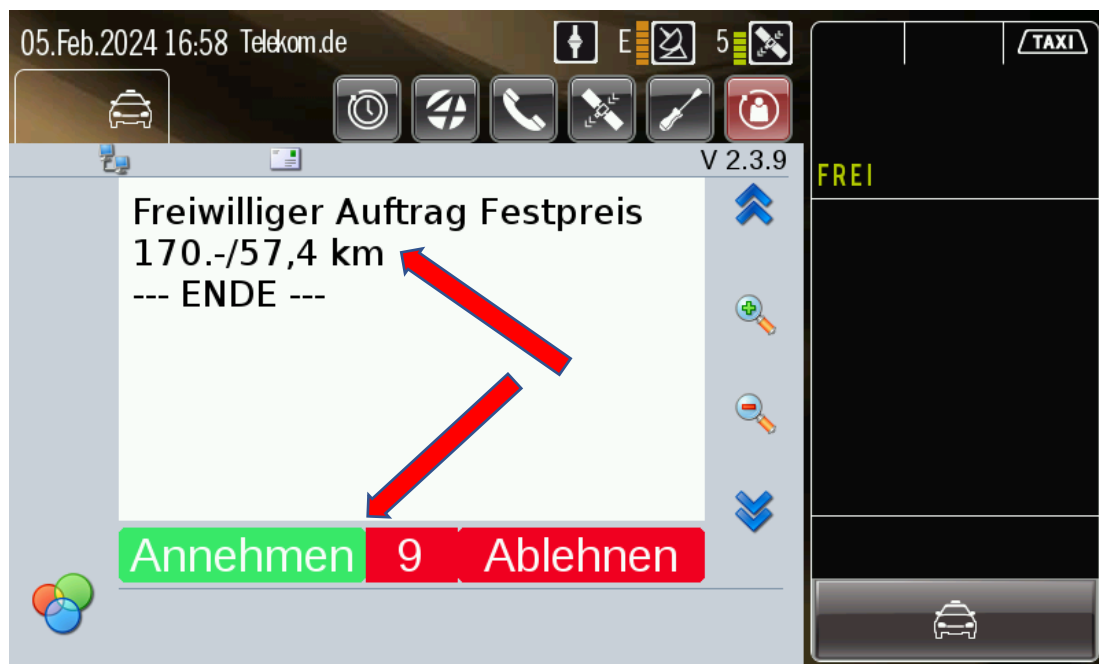 05.Feb.2024 16:58 Telekom.de
E
5
TAXI
V 2.3.9
FREI
Freiwilliger Auftrag Festpreis
170.-/57,4 km
--- ENDE ---
Annehmen 9 Ablehnen